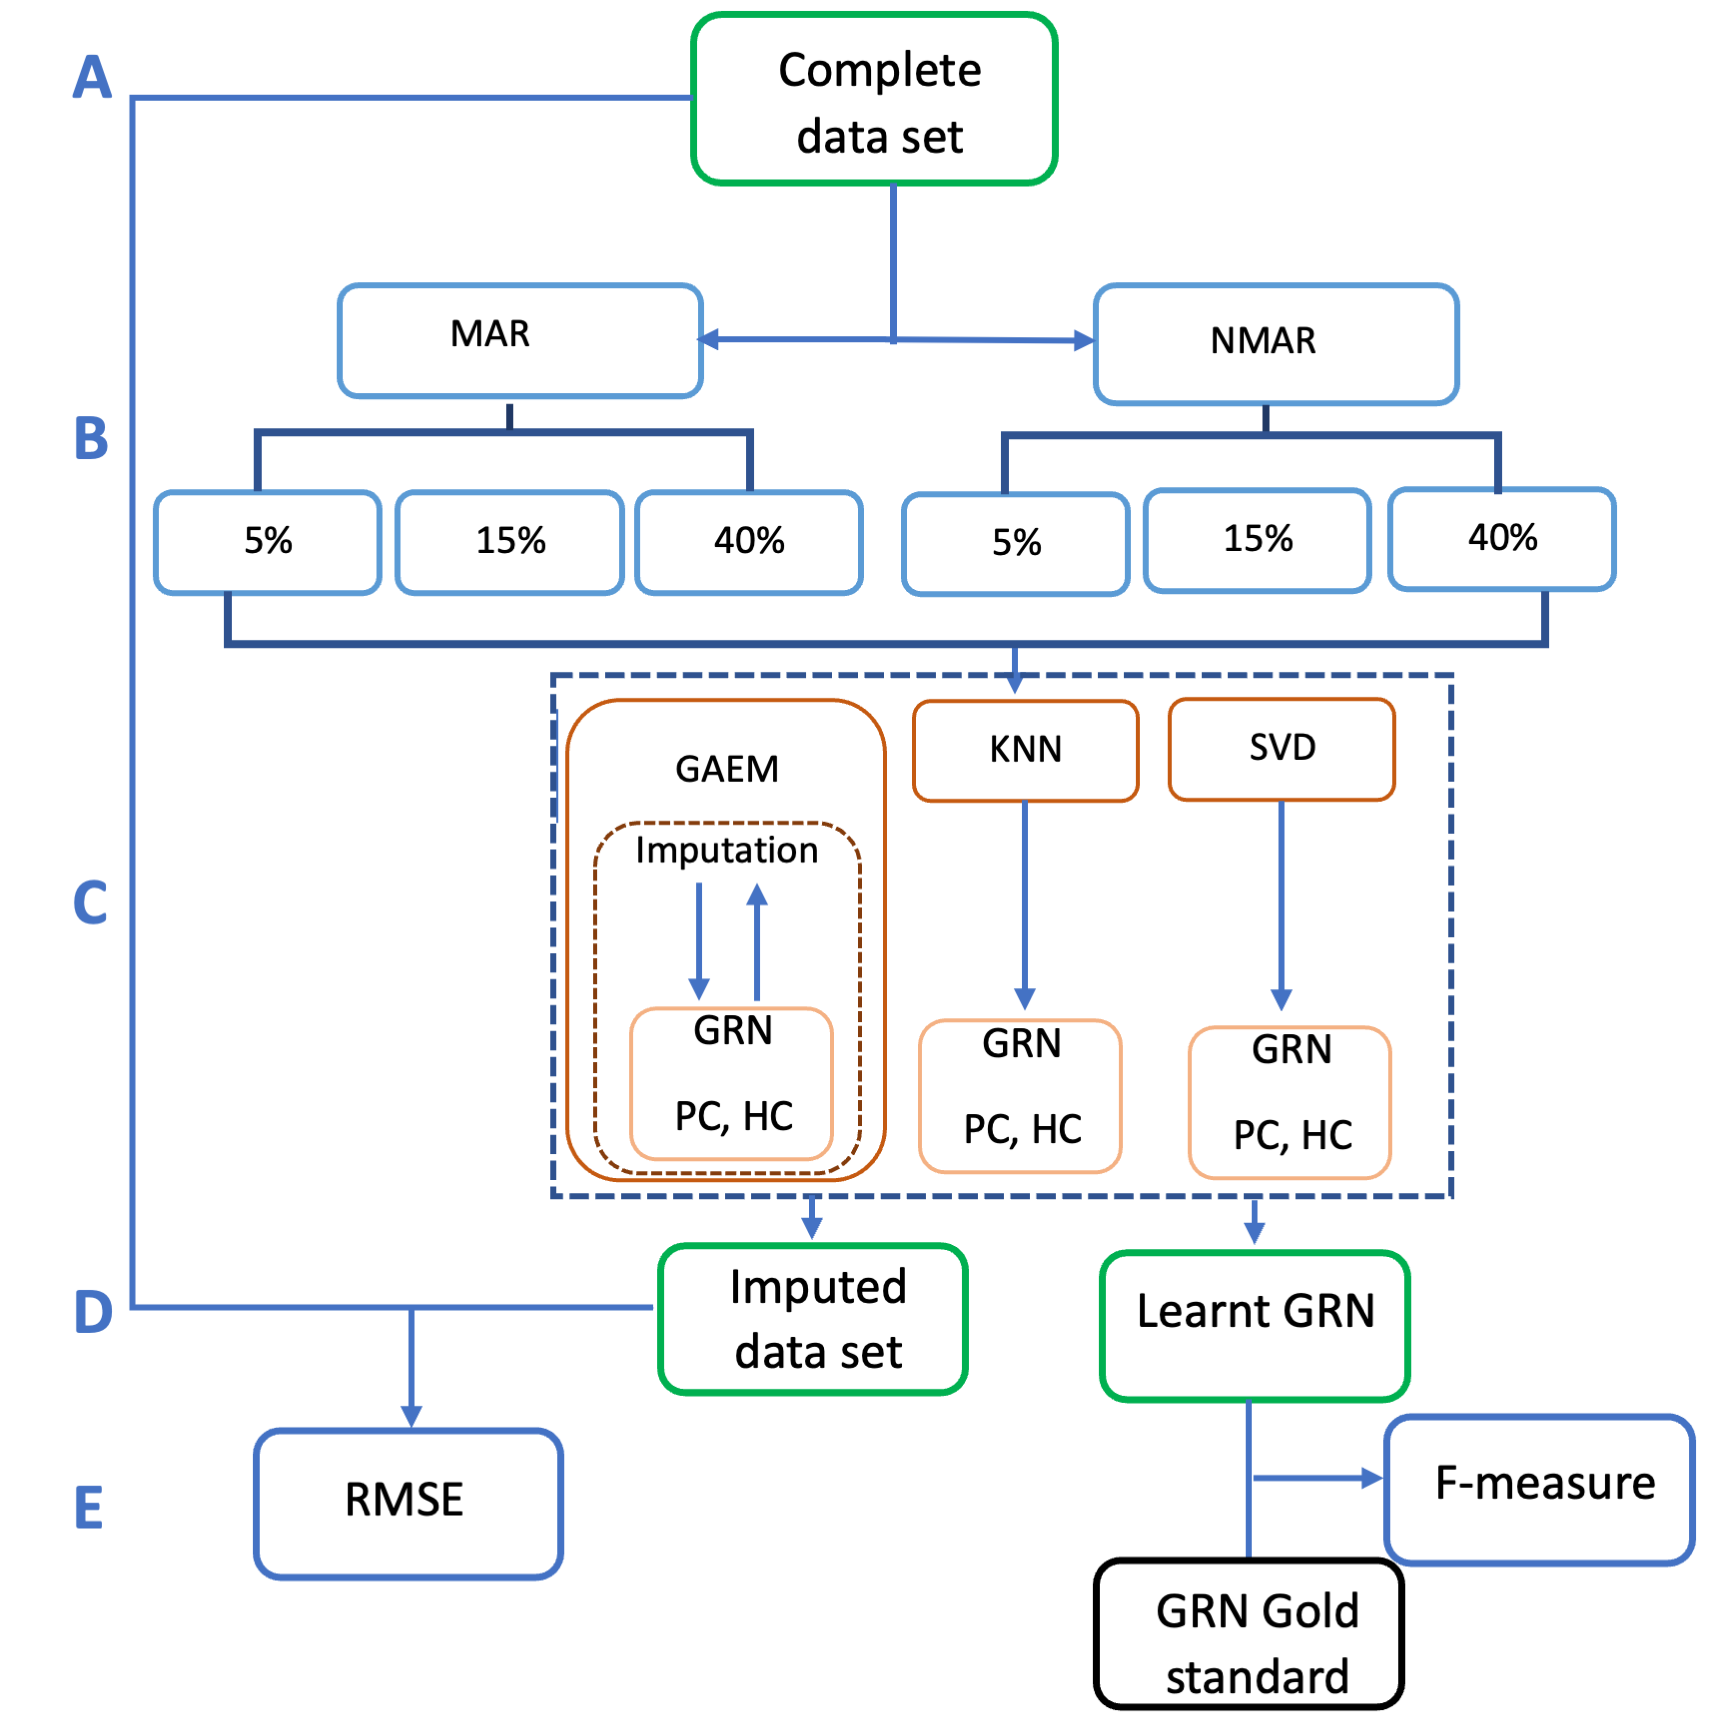 A
Complete
data set
MAR
NMAR
B
5%
15%
40%
5%
15%
40%
GAEM
KNN
SVD
Imputation
C
GRN
PC, HC
GRN
PC, HC
GRN
PC, HC
D
Imputed
data set
Learnt GRN
E
RMSE
F-measure
GRN Gold
standard